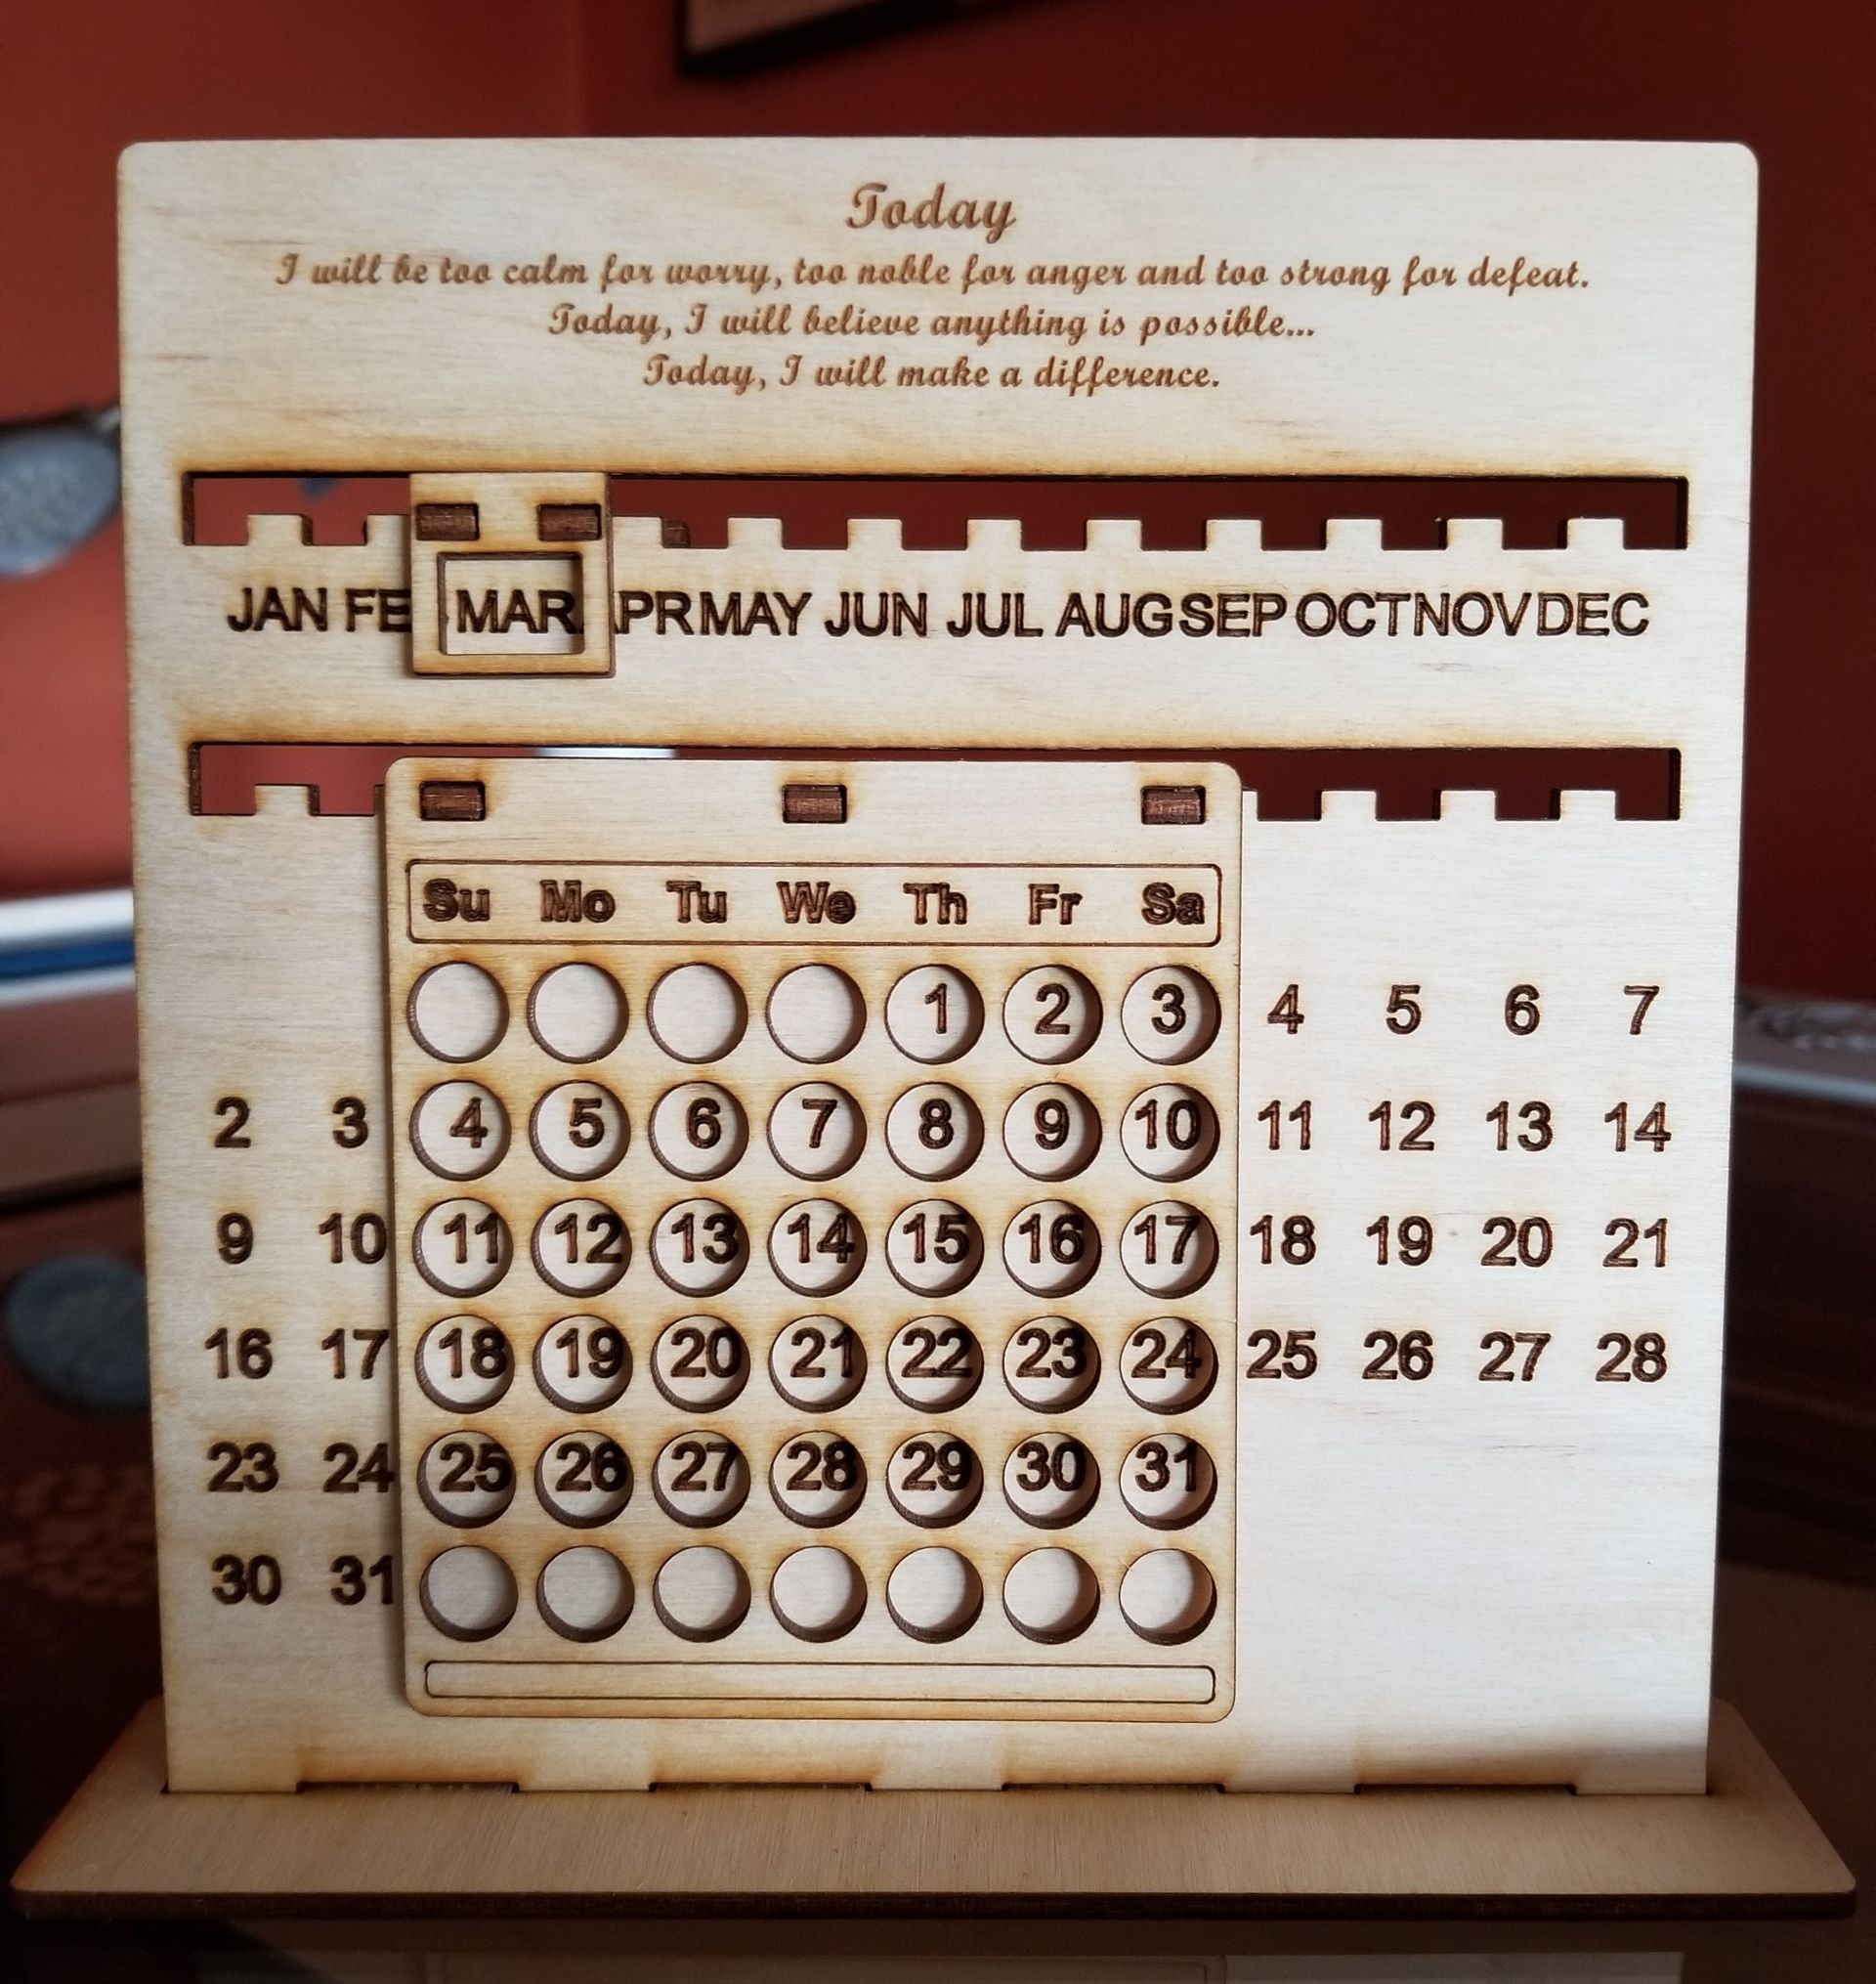 Today
I will be too calm for worry, too noble for anger and too strong for defeat.
Today, I will believe anything is possible...
Today, I will make a difference.
JAN FE MAR PR MAY JUN JUL AUG SEP OCT NOV DEC
Su Mo Tu We Th Fr Sa
1 2 3 4 5 6 7
2 3 4 5 6 7 8 9 10 11 12 13 14
9 10 11 12 13 14 15 16 17 18 19 20 21
16 17 18 19 20 21 22 23 24 25 26 27 28
23 24 25 26 27 28 29 30 31
30 31